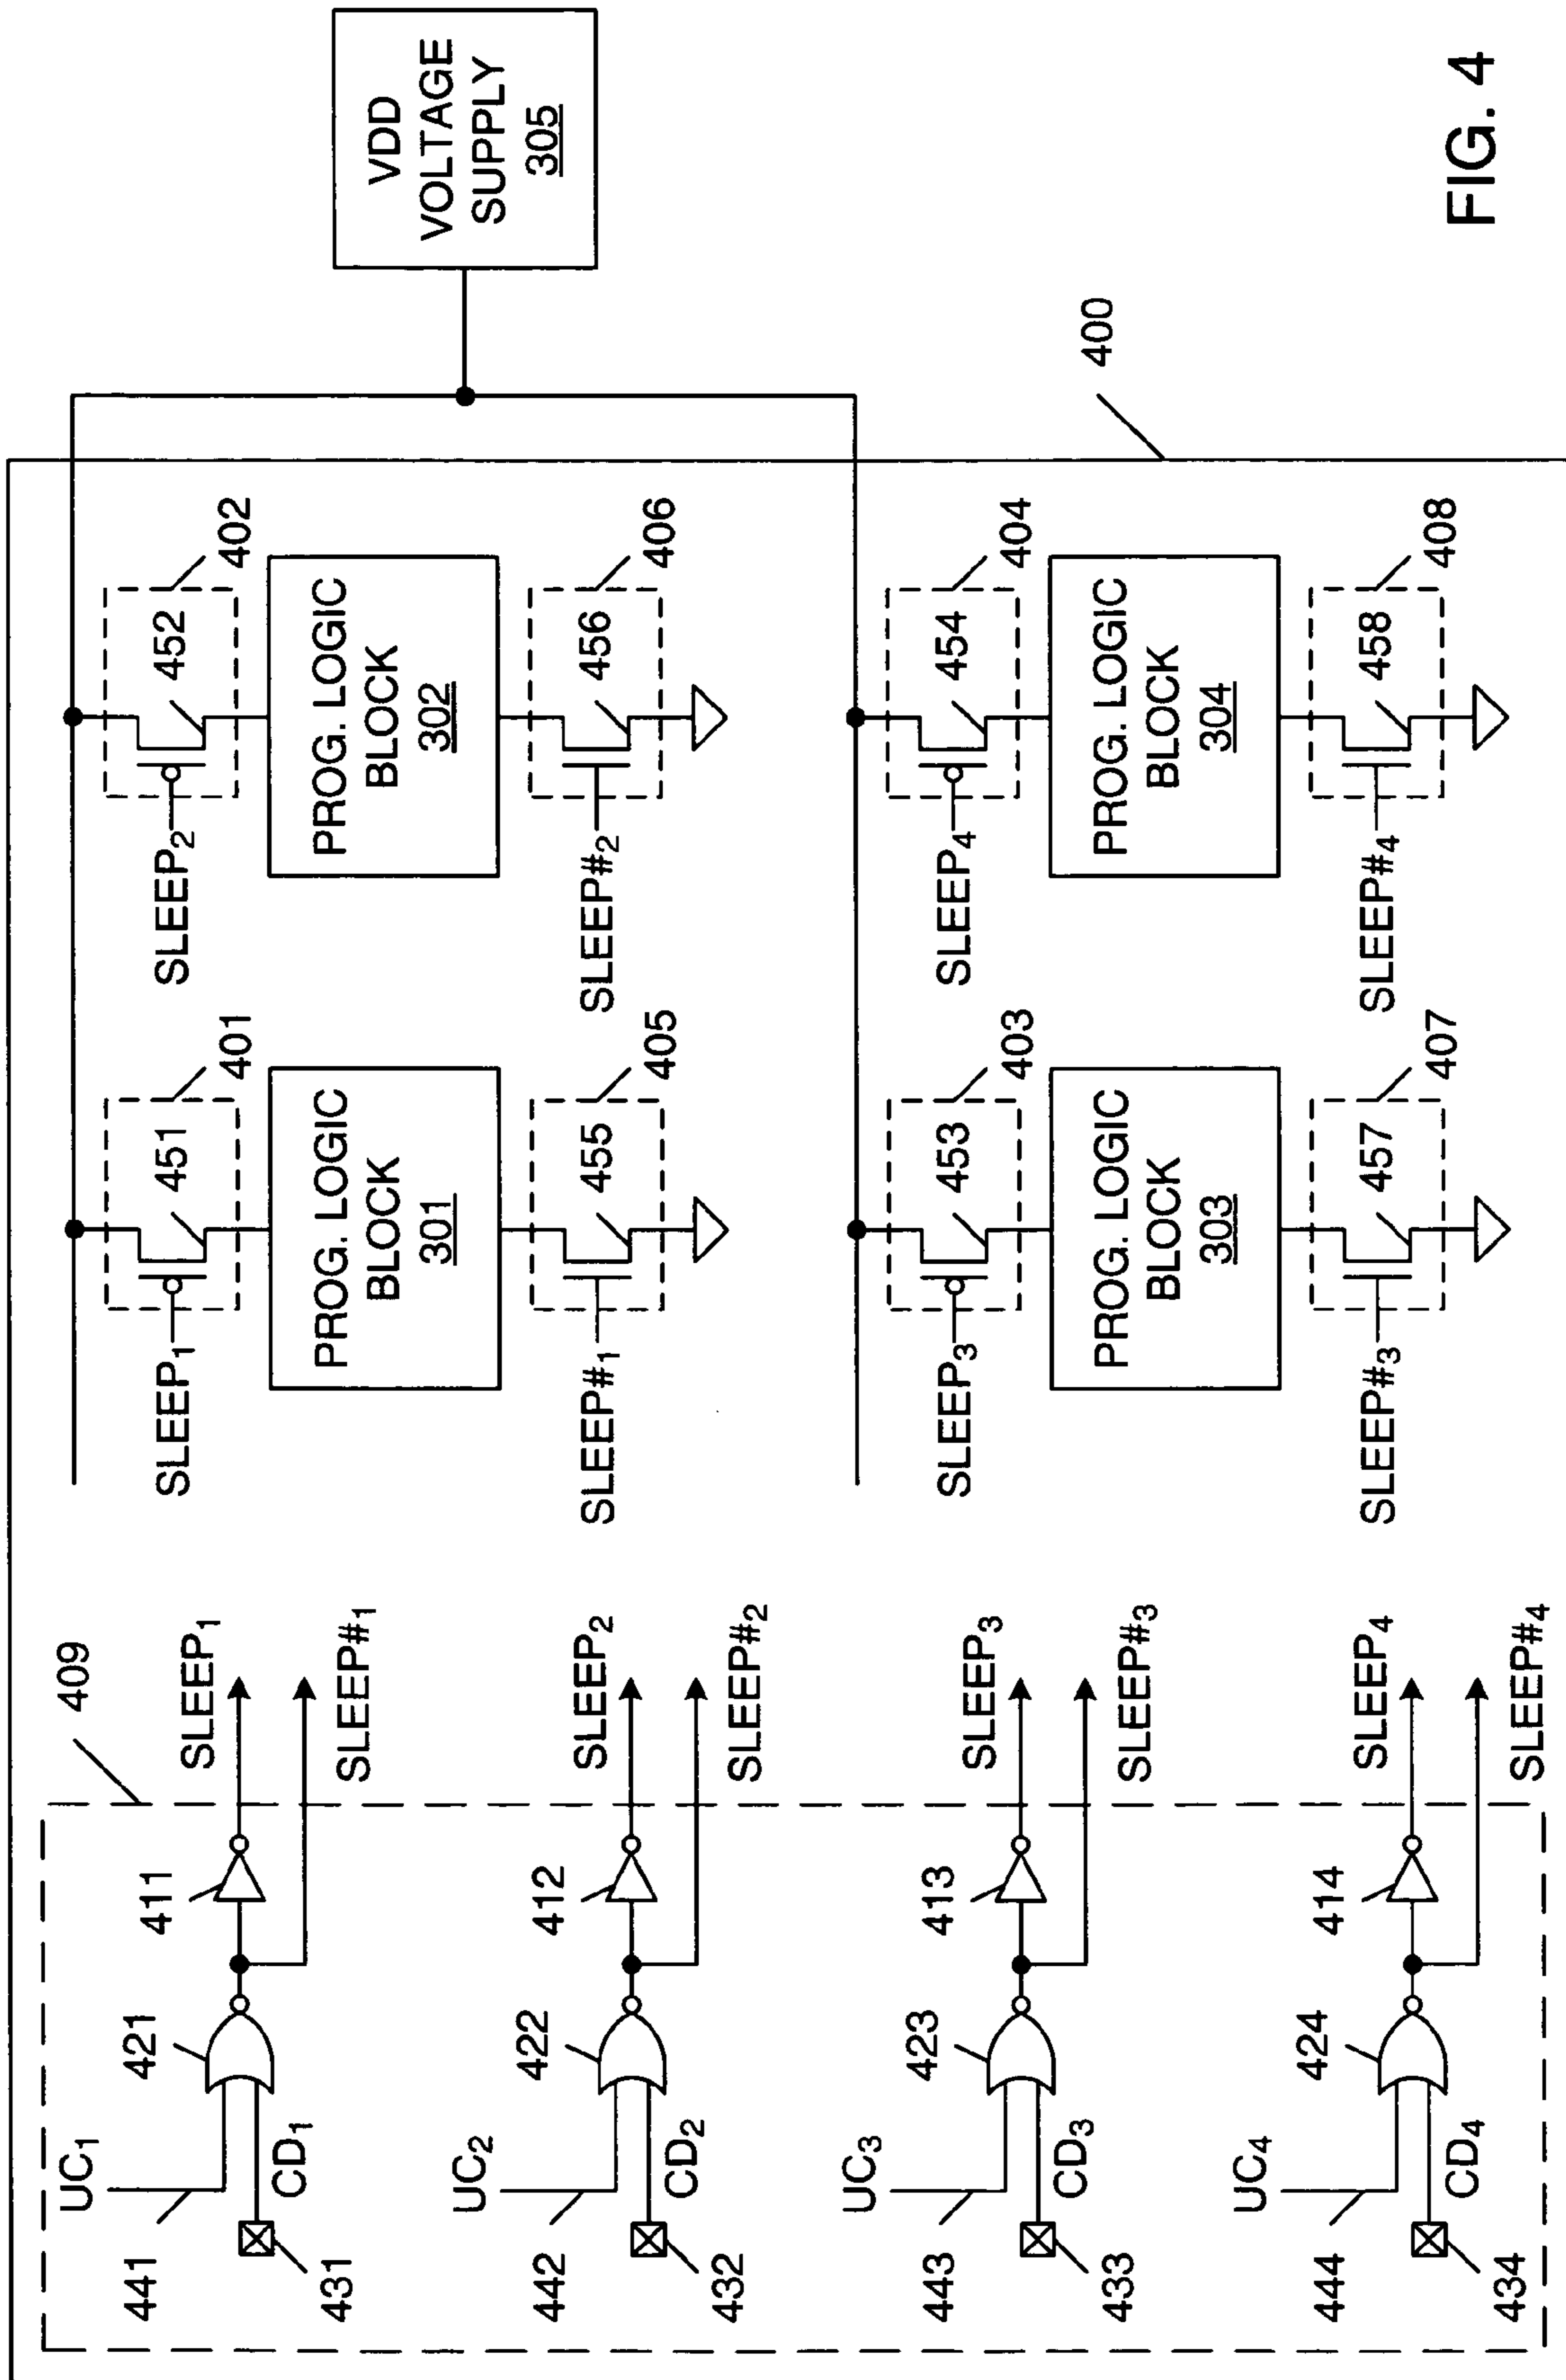 409
UC₁
441
CD₁
431
421
411
SLEEP₁
SLEEP#₁
UC₂
442
CD₂
432
422
412
SLEEP₂
SLEEP#₂
UC₃
443
CD₃
433
423
413
SLEEP₃
SLEEP#₃
UC₄
444
CD₄
434
424
414
SLEEP₄
SLEEP#₄
SLEEP₁
451
401
PROG. LOGIC
BLOCK
301
SLEEP#₁
455
405
SLEEP₂
452
402
PROG. LOGIC
BLOCK
302
SLEEP#₂
456
406
SLEEP₃
453
403
PROG. LOGIC
BLOCK
303
SLEEP#₃
457
407
SLEEP₄
454
404
PROG. LOGIC
BLOCK
304
SLEEP#₄
458
408
VDD
VOLTAGE
SUPPLY
305
400
FIG. 4